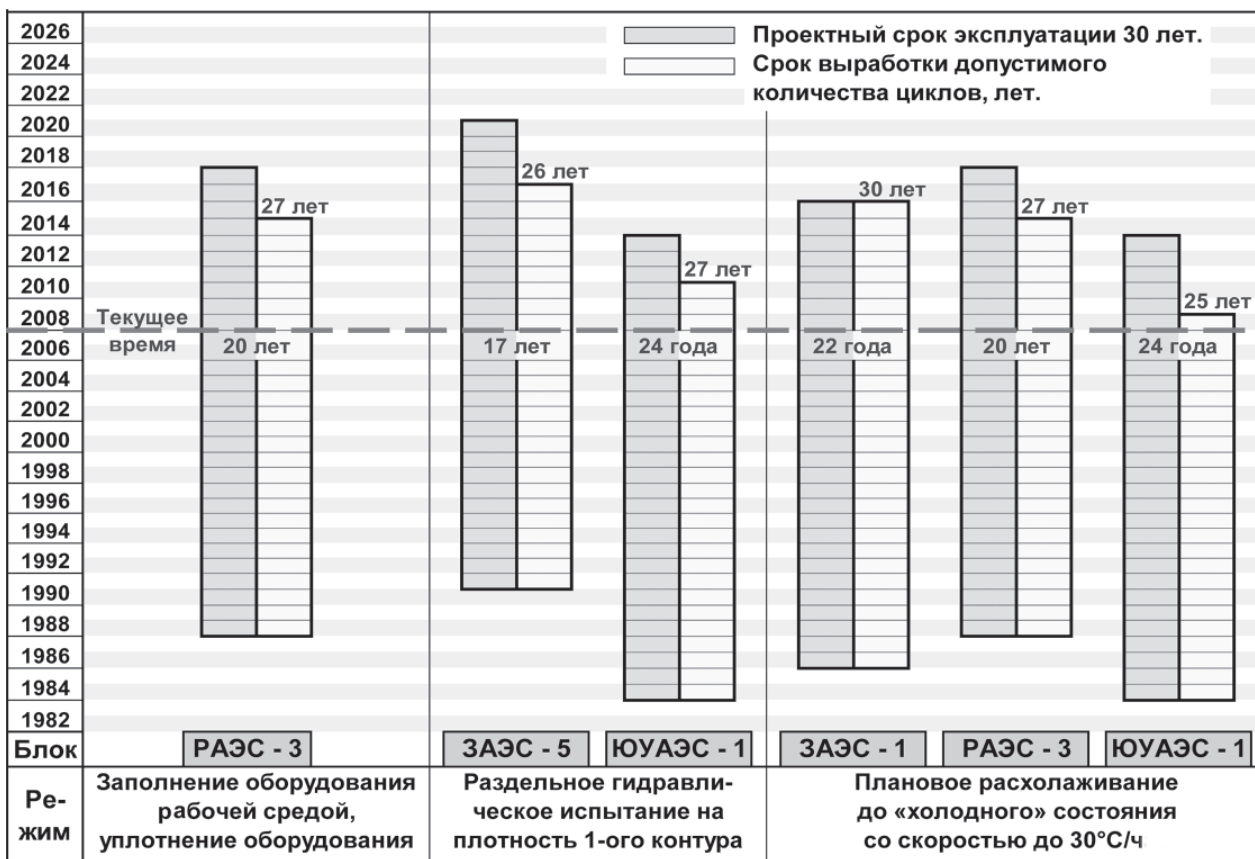 2026
2024
2022
2020
2018
2016
2014
2012
2010
2008
2006
2004
2002
2000
1998
1996
1994
1992
1990
1988
1986
1984
1982
Проектный срок эксплуатации 30 лет.
Срок выработки допустимого
количества циклов, лет.
Текущее
время
27 лет
20 лет
26 лет
17 лет
27 лет
24 года
30 лет
22 года
27 лет
20 лет
25 лет
24 года
Блок
РАЭС - 3
ЗАЭС - 5
ЮУАЭС - 1
ЗАЭС - 1
РАЭС - 3
ЮУАЭС - 1
Ре-
жим
Заполнение оборудования
рабочей средой,
уплотнение оборудования
Раздельное гидравли-
ческое испытание на
плотность 1-ого контура
Плановое расхолаживание
до «холодного» состояния
со скоростью до 30°С/ч